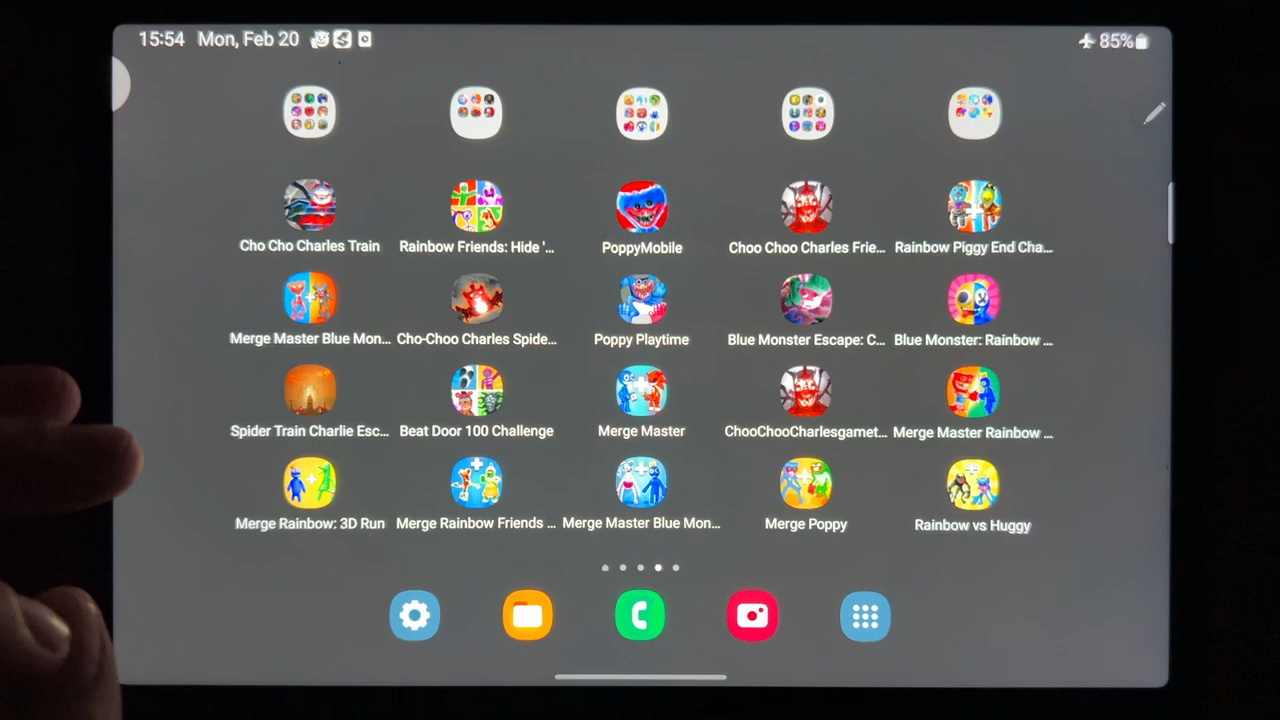 15:54 Mon, Feb 20 85%
Cho Cho Charles Train Rainbow Friends: Hide '... PoppyMobile Choo Choo Charles Frie... Rainbow Piggy End Cha...
Merge Master Blue Mon... Cho-Choo Charles Spide... Poppy Playtime Blue Monster Escape: C... Blue Monster: Rainbow ...
Spider Train Charlie Esc... Beat Door 100 Challenge Merge Master ChooChooCharlesgamet... Merge Master Rainbow ...
Merge Rainbow: 3D Run Merge Rainbow Friends ... Merge Master Blue Mon... Merge Poppy Rainbow vs Huggy